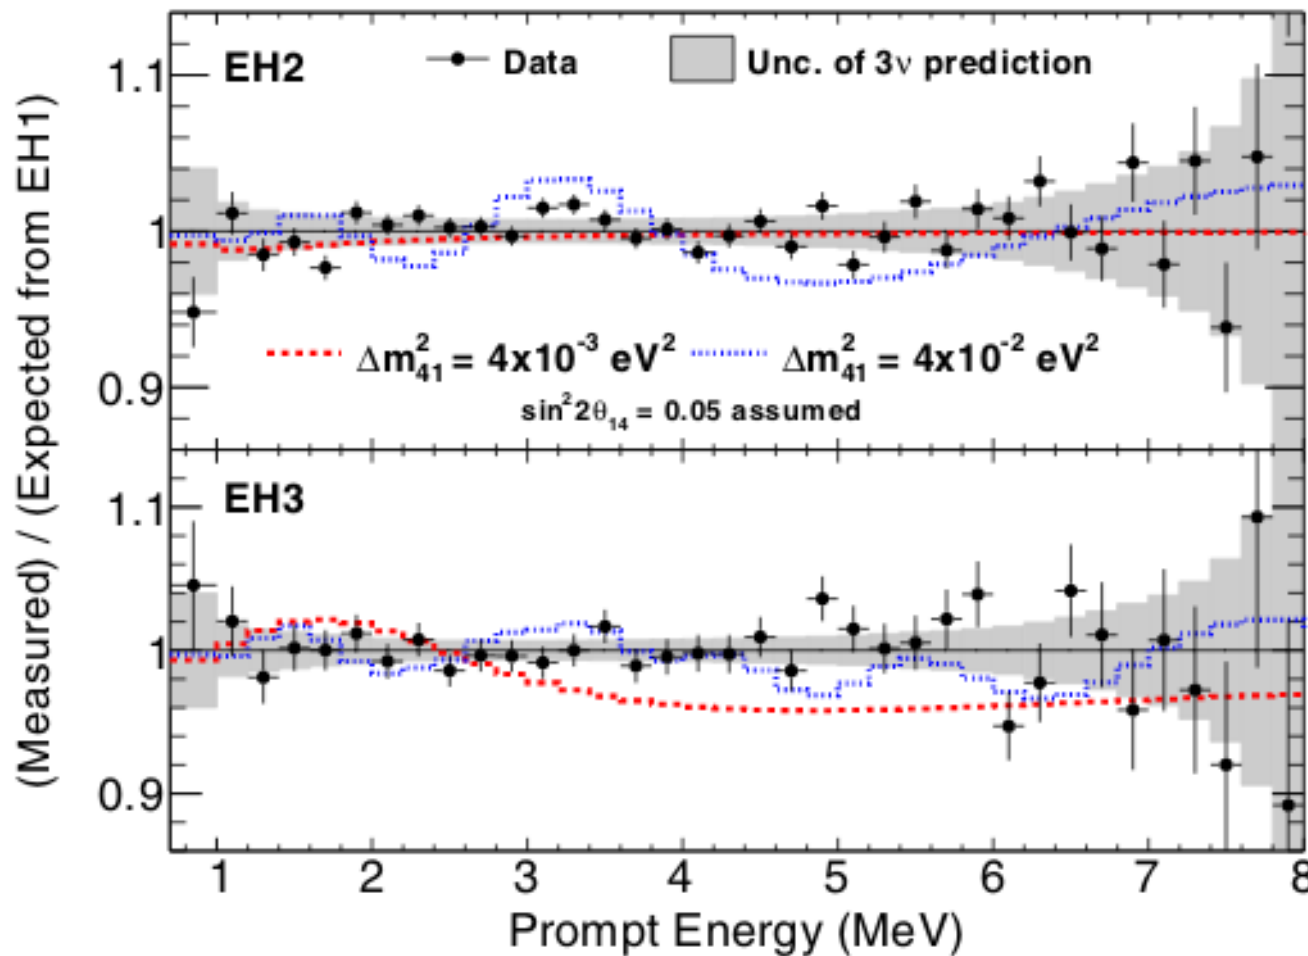 (Measured) / (Expected from EH1)
EH2 Data Unc. of 3ν prediction
1.1
1
0.9
Δm²₄₁ = 4x10⁻³ eV² Δm²₄₁ = 4x10⁻² eV²
sin²2θ₁₄ = 0.05 assumed
EH3
1.1
1
0.9
1 2 3 4 5 6 7 8
Prompt Energy (MeV)